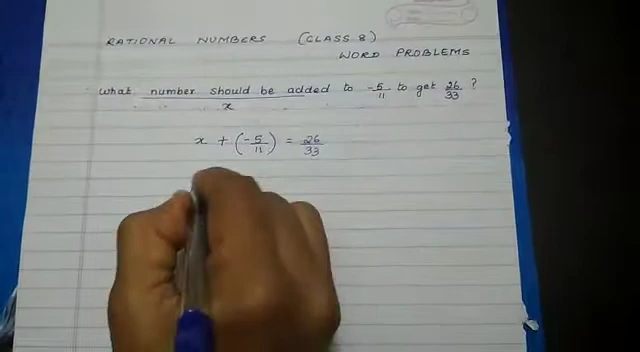 RATIONAL NUMBERS (CLASS 8)
WORD PROBLEMS
What number should be added to -5/11 to get 26/33 ?
x
x + (-5/11) = 26/33